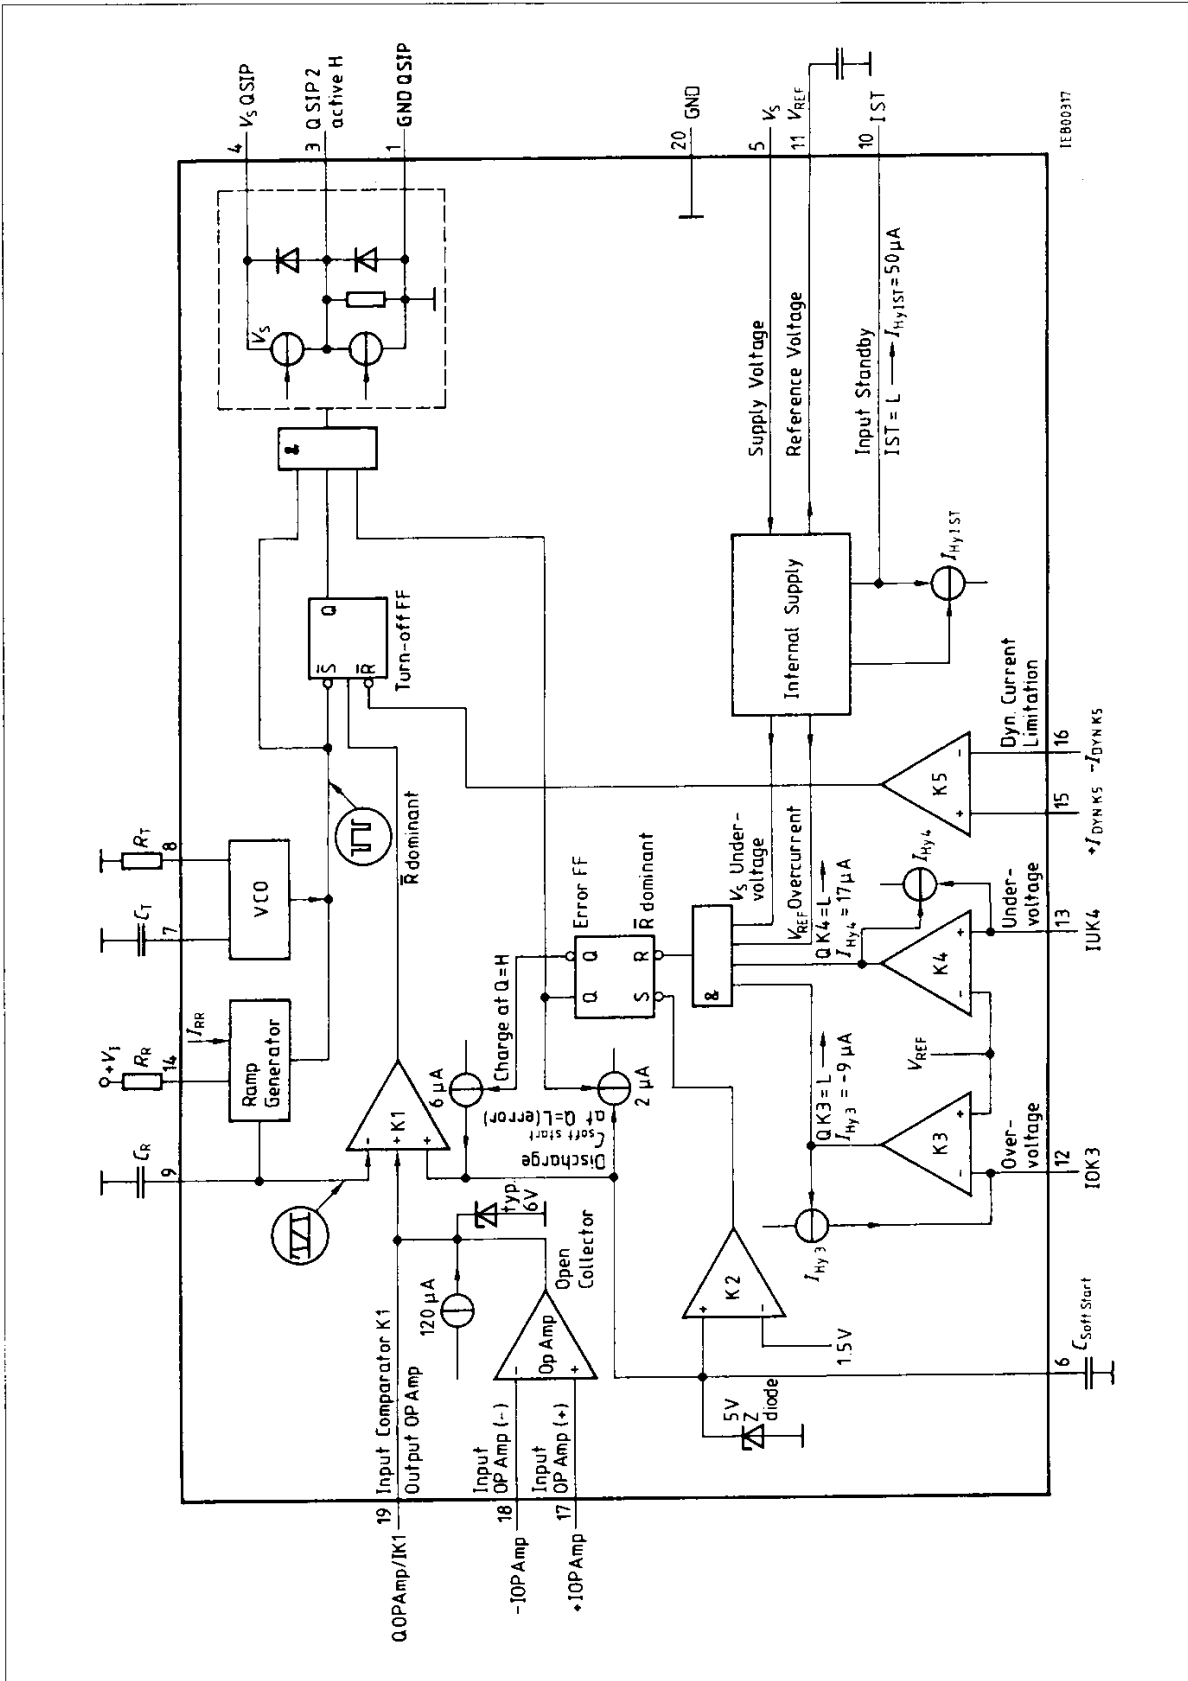 4 VS QSIP
3 Q SIP 2
active H
1 GND QSIP
20 GND
5 VS
11 VREF
10 IST
IEB00317
VS
&
Supply Voltage
Reference Voltage
Input Standby
IST = L → IHy IST = 50 µA
Q
S
R
Turn-off FF
Internal Supply
IHy IST
RT
8
CT
7
VCO
R dominant
K5
+
-
Dyn. Current
Limitation
16
-IDYN K5
15
+IDYN K5
VS Under-
voltage
VREF Overcurrent
Error FF
R dominant
Q
Q
S
R
&
QK4 = L →
IHy4 = 17 µA
IHy4
K4
+
-
Under-
voltage
13
IUK4
+VI
RR
14
IRR
Ramp
Generator
CR
9
K1
-
+
+
6 µA
Charge at Q = H
Discharge
Csoft start
at Q=L(error)
2 µA
QK3 = L →
IHy3 = -9 µA
VREF
K3
+
-
IHy3
Over-
voltage
12
IOK3
typ.
6V
Open
Collector
120 µA
Op Amp
-
+
K2
+
-
1.5V
5V
Z
diode
6
CSoft Start
19 Input Comparator K1
Output OP Amp
QOPAmp/IK1
18 Input
OP Amp (-)
-IOPAmp
17 Input
OP Amp (+)
+IOPAmp